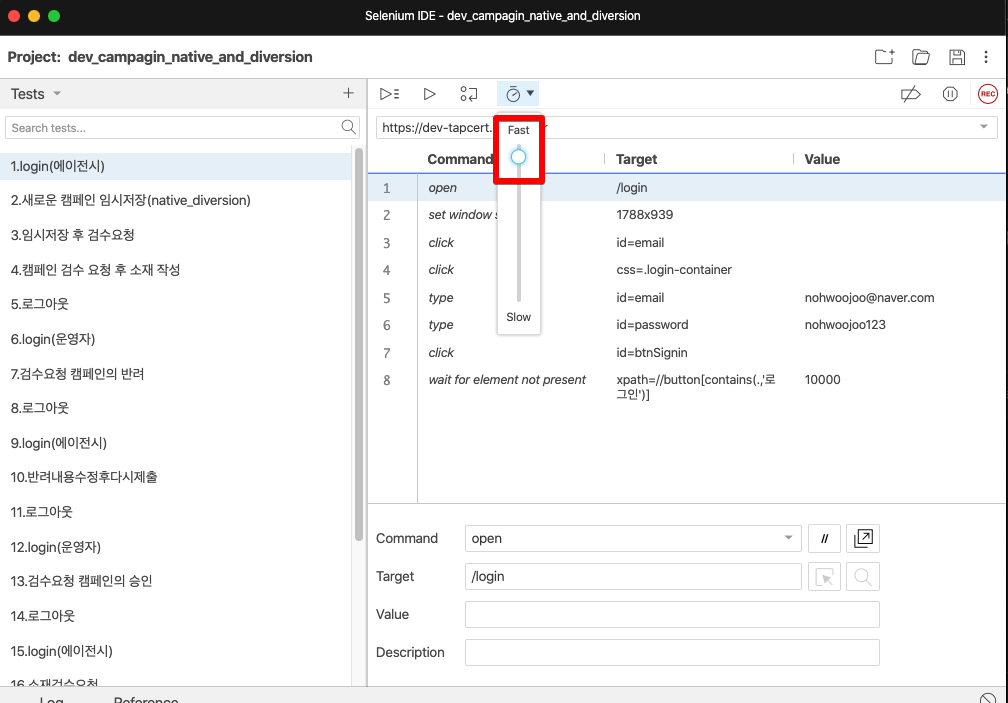 Selenium IDE - dev_campagin_native_and_diversion
Project: dev_campagin_native_and_diversion
Tests
Search tests...
1.login(에이전시)
2.새로운 캠페인 임시저장(native_diversion)
3.임시저장 후 검수요청
4.캠페인 검수 요청 후 소재 작성
5.로그아웃
6.login(운영자)
7.검수요청 캠페인의 반려
8.로그아웃
9.login(에이전시)
10.반려내용수정후다시제출
11.로그아웃
12.login(운영자)
13.검수요청 캠페인의 승인
14.로그아웃
15.login(에이전시)
16.소재검수요청
REC
https://dev-tapcert.
Fast
Slow
Command Target Value
1 open /login
2 set window 1788x939
3 click id=email
4 click css=.login-container
5 type id=email nohwoojoo@naver.com
6 type id=password nohwoojoo123
7 click id=btnSignin
8 wait for element not present xpath=//button[contains(.,'로
그인')] 10000
Command open //
Target /login
Value
Description
Log Reference